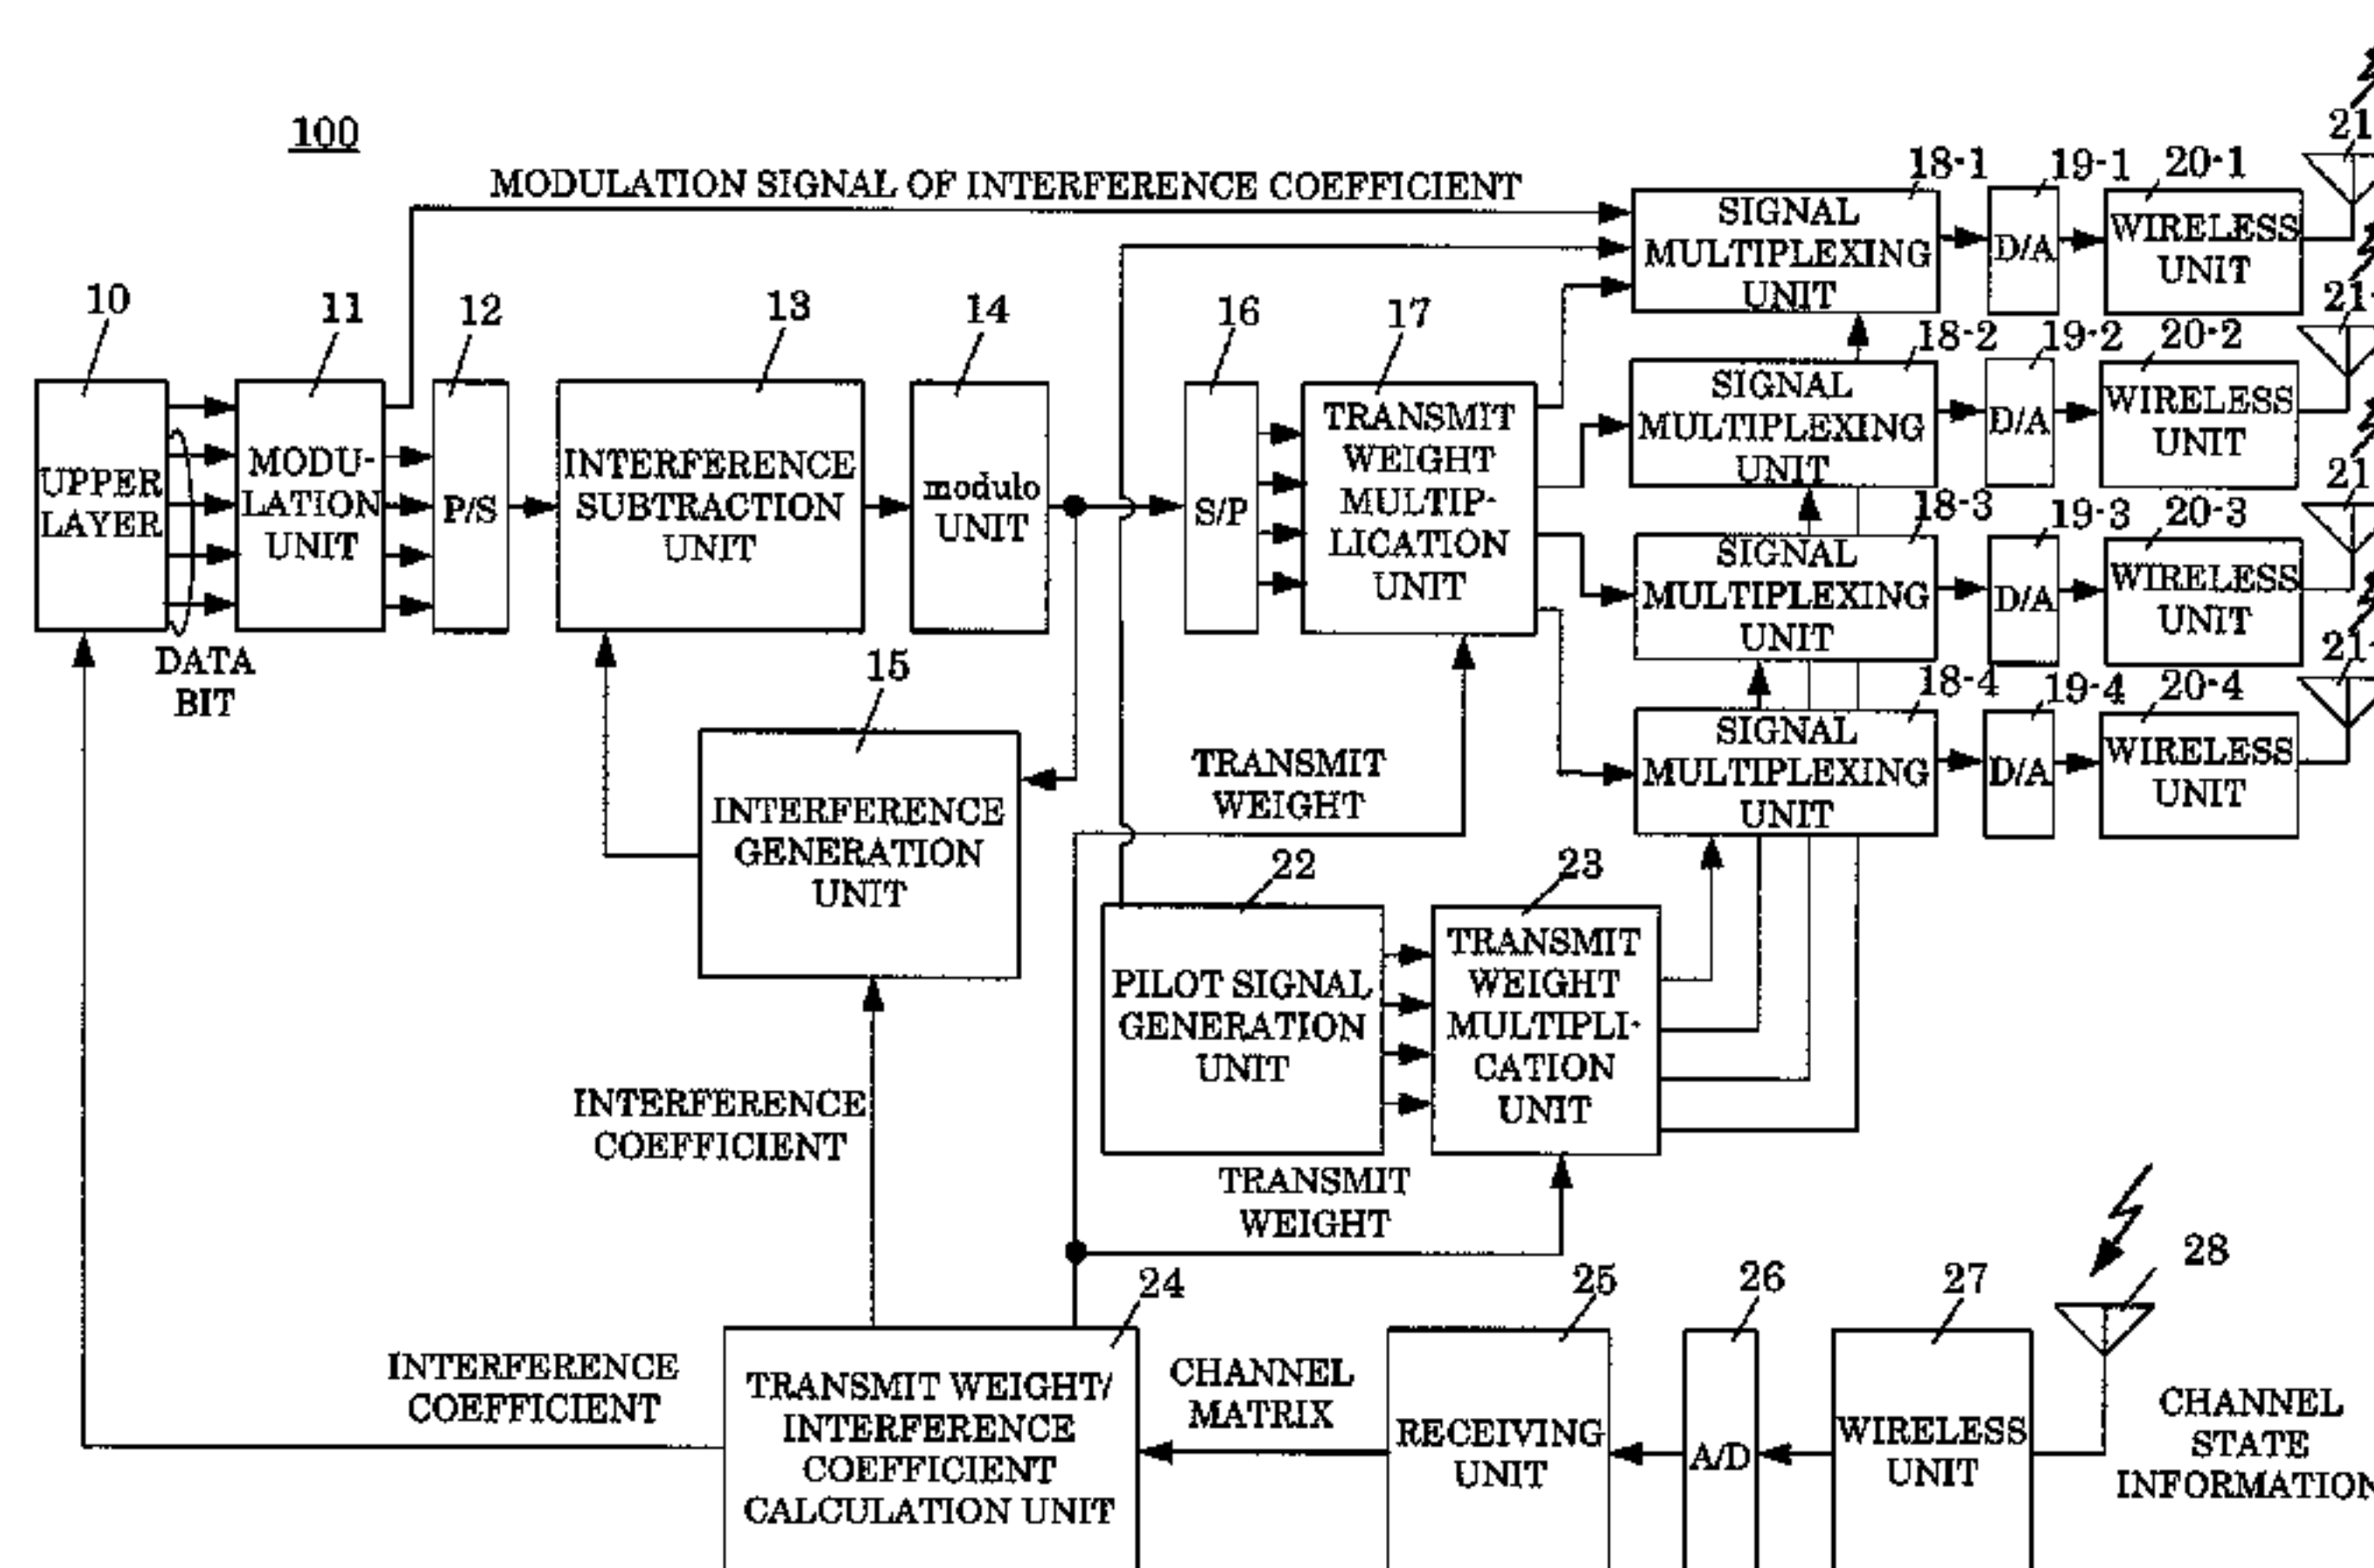 100
MODULATION SIGNAL OF INTERFERENCE COEFFICIENT
18-1
19-1
20-1
21
SIGNAL
MULTIPLEXING
UNIT
D/A
WIRELESS
UNIT
10
11
12
13
14
16
17
18-2
19-2
20-2
21-
UPPER
LAYER
MODU-
LATION
UNIT
P/S
INTERFERENCE
SUBTRACTION
UNIT
modulo
UNIT
S/P
TRANSMIT
WEIGHT
MULTIP-
LICATION
UNIT
SIGNAL
MULTIPLEXING
UNIT
D/A
WIRELESS
UNIT
18-3
19-3
20-3
21
SIGNAL
MULTIPLEXING
UNIT
D/A
WIRELESS
UNIT
DATA
BIT
15
18-4
19-4
20-4
21-
SIGNAL
MULTIPLEXING
UNIT
D/A
WIRELESS
UNIT
INTERFERENCE
GENERATION
UNIT
TRANSMIT
WEIGHT
22
23
PILOT SIGNAL
GENERATION
UNIT
TRANSMIT
WEIGHT
MULTIPLI-
CATION
UNIT
INTERFERENCE
COEFFICIENT
TRANSMIT
WEIGHT
24
25
26
27
28
INTERFERENCE
COEFFICIENT
TRANSMIT WEIGHT/
INTERFERENCE
COEFFICIENT
CALCULATION UNIT
CHANNEL
MATRIX
RECEIVING
UNIT
A/D
WIRELESS
UNIT
CHANNEL
STATE
INFORMATION